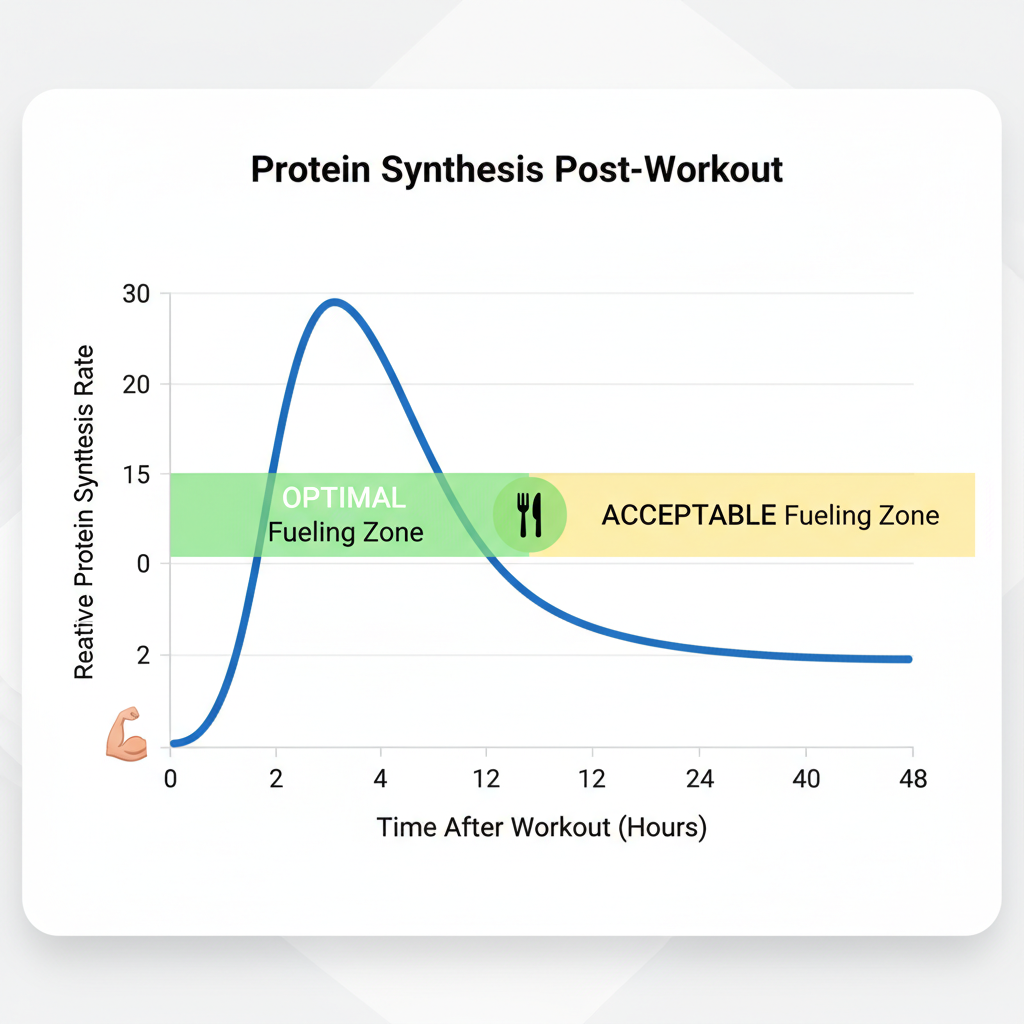 Protein Synthesis Post-Workout
30
20
15
0
2
Reative Protein Synttesis Rate
OPTIMAL
Fueling Zone
ACCEPTABLE Fueling Zone
0 2 4 12 12 24 40 48
Time After Workout (Hours)